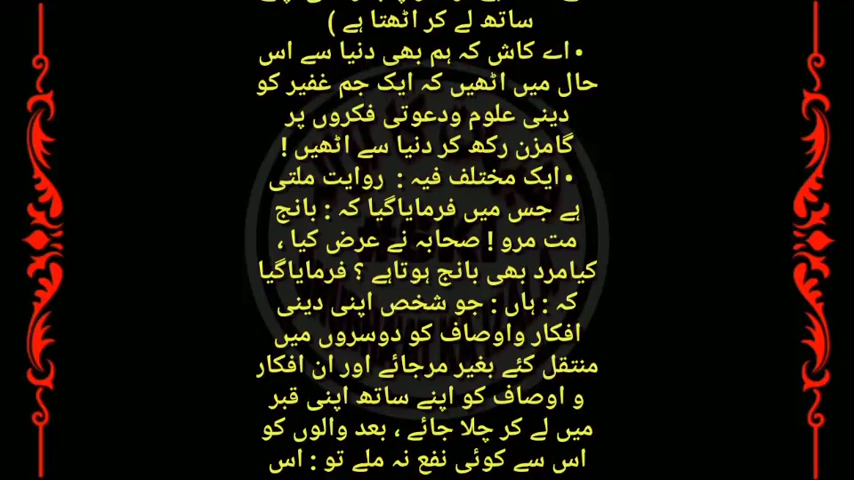 ساتھ لے کر اٹھتا ہے )
• اے کاش کہ ہم بھی دنیا سے اس
حال میں اٹھیں کہ ایک جم غفیر کو
دینی علوم ودعوتی فکروں پر
گامزن رکھ کر دنیا سے اٹھیں !
• ایک مختلف فیہ : روایت ملتی
ہے جس میں فرمایاگیا کہ : بانج
مت مرو ! صحابہ نے عرض کیا ،
کیامرد بھی بانج ہوتاہے ؟ فرمایاگیا
کہ : ہاں : جو شخص اپنی دینی
افکار واوصاف کو دوسروں میں
منتقل کئے بغیر مرجائے اور ان افکار
و اوصاف کو اپنے ساتھ اپنی قبر
میں لے کر چلا جائے ، بعد والوں کو
اس سے کوئی نفع نہ ملے تو : اس